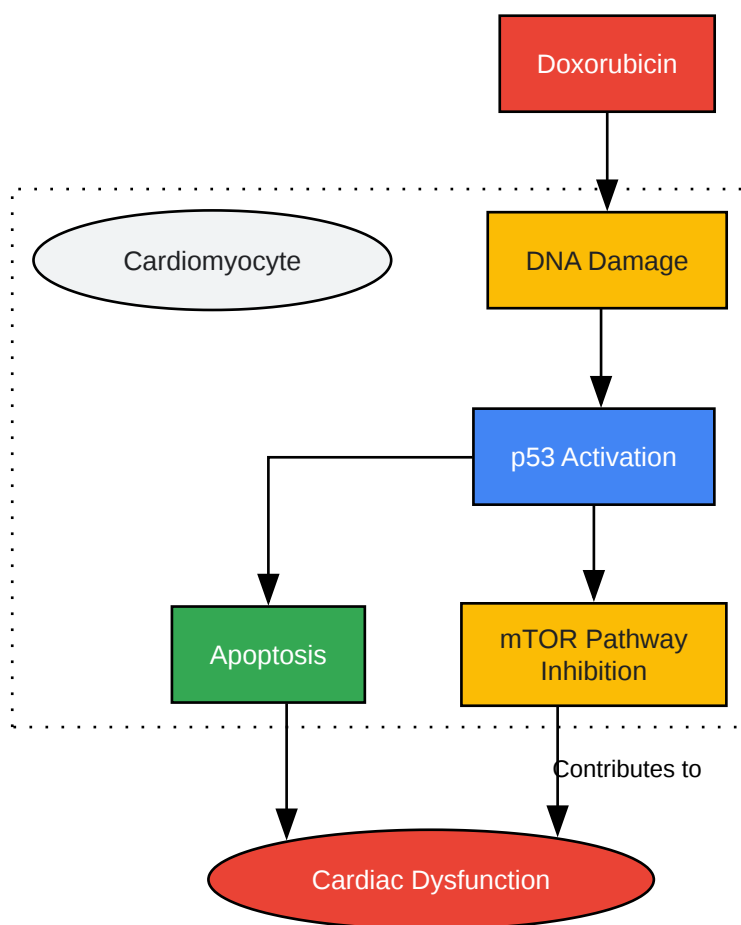 Doxorubicin
Cardiomyocyte
DNA Damage
p53 Activation
Apoptosis
mTOR Pathway
Inhibition
Contributes to
Cardiac Dysfunction